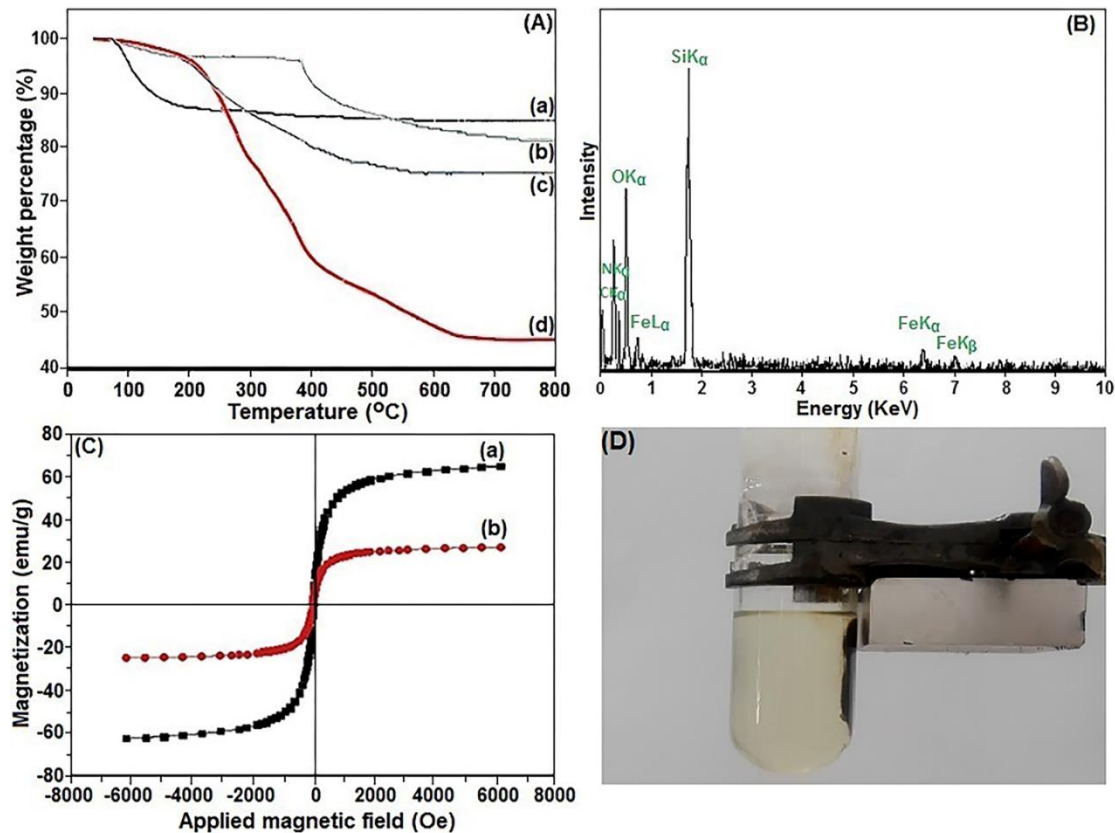 (A)
100
90
80
70
60
50
40
Weight percentage (%)
(a)
(b)
(c)
(d)
0 100 200 300 400 500 600 700 800
Temperature (OC)
(B)
SiKα
OKα
NKα
CKα
FeLα
FeKα
FeKβ
Intensity
0 1 2 3 4 5 6 7 8 9 10
Energy (KeV)
(C)
80
60
40
20
0
-20
-40
-60
-80
Magnetization (emu/g)
(a)
(b)
-8000 -6000 -4000 -2000 0 2000 4000 6000 8000
Applied magnetic field (Oe)
(D)